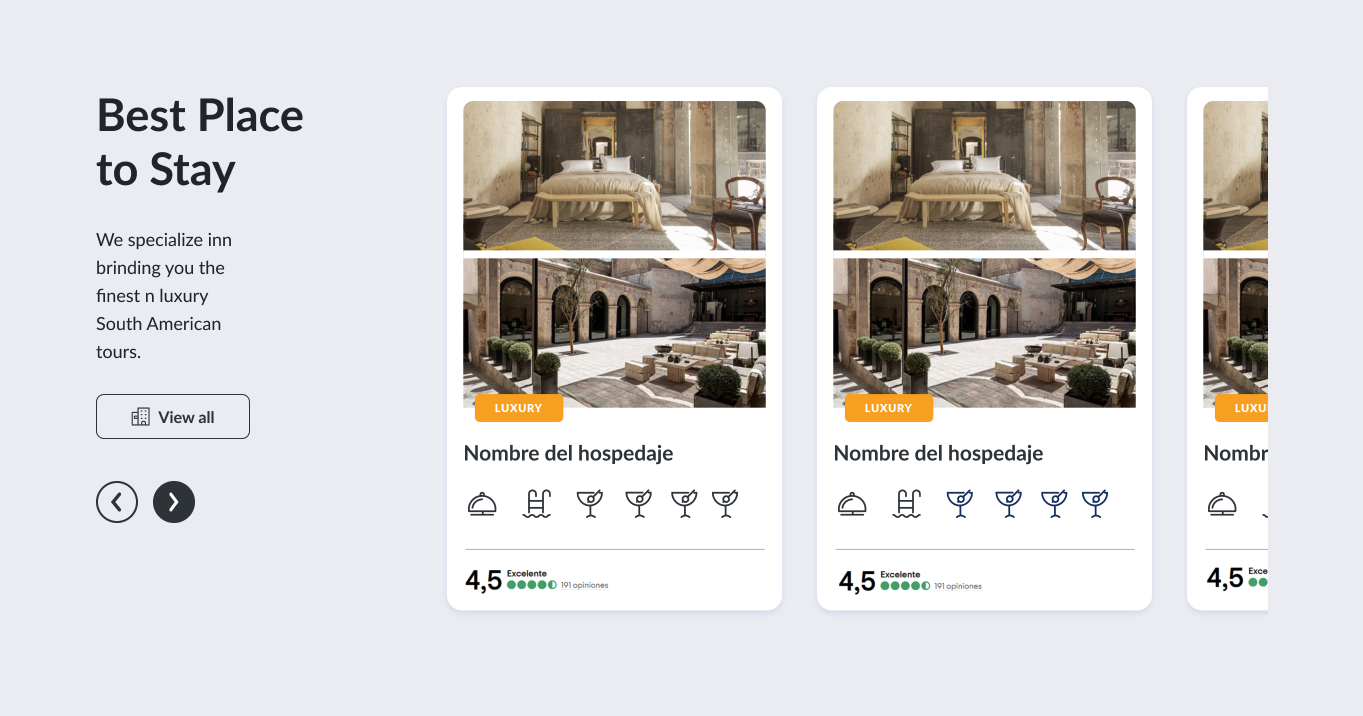 Best Place
to Stay
We specialize inn
brinding you the
finest n luxury
South American
tours.
View all
LUXURY
Nombre del hospedaje
4,5
Excelente
191 opiniones
LUXURY
Nombre del hospedaje
4,5
Excelente
191 opiniones
LUXU
Nombr
4,5
Exce